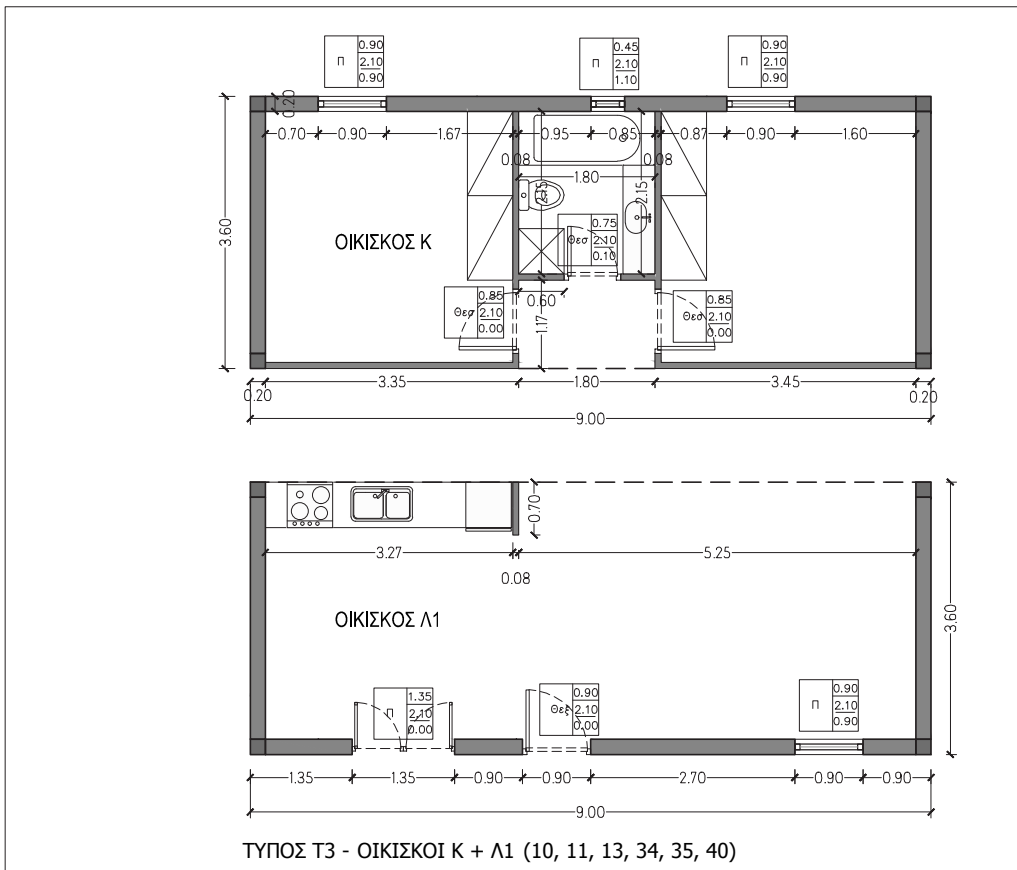 Π 0.90 2.10 0.90
Π 0.45 2.10 1.10
Π 0.90 2.10 0.90
0.20
0.70 0.90 1.67 0.95 0.85 0.87 0.90 1.60
0.08 0.08
1.80
2.15 2.15
3.60
ΟΙΚΙΣΚΟΣ Κ
Θεσ 0.75 2.10 0.10
Θεσ 0.85 2.10 0.00
0.60
Θεσ 0.85 2.10 0.00
1.17
3.35 1.80 3.45
0.20 0.20
9.00
0.70
3.27 5.25
0.08
ΟΙΚΙΣΚΟΣ Λ1
3.60
Π 1.35 2.10 0.00
Θεξ 0.90 2.10 0.00
Π 0.90 2.10 0.90
1.35 1.35 0.90 0.90 2.70 0.90 0.90
9.00
ΤΥΠΟΣ Τ3 - ΟΙΚΙΣΚΟΙ Κ + Λ1 (10, 11, 13, 34, 35, 40)